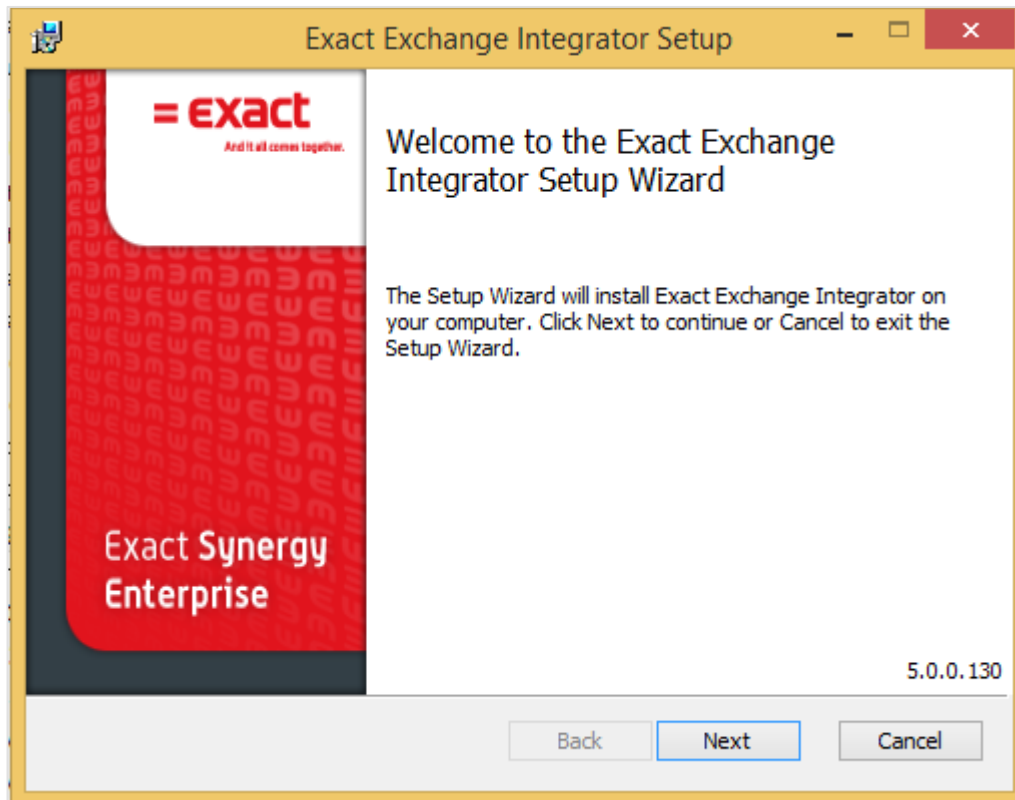 Exact Exchange Integrator Setup
= exact
And it all comes together.
Welcome to the Exact Exchange
Integrator Setup Wizard
The Setup Wizard will install Exact Exchange Integrator on
your computer. Click Next to continue or Cancel to exit the
Setup Wizard.
Exact Synergy
Enterprise
5.0.0.130
Back
Next
Cancel